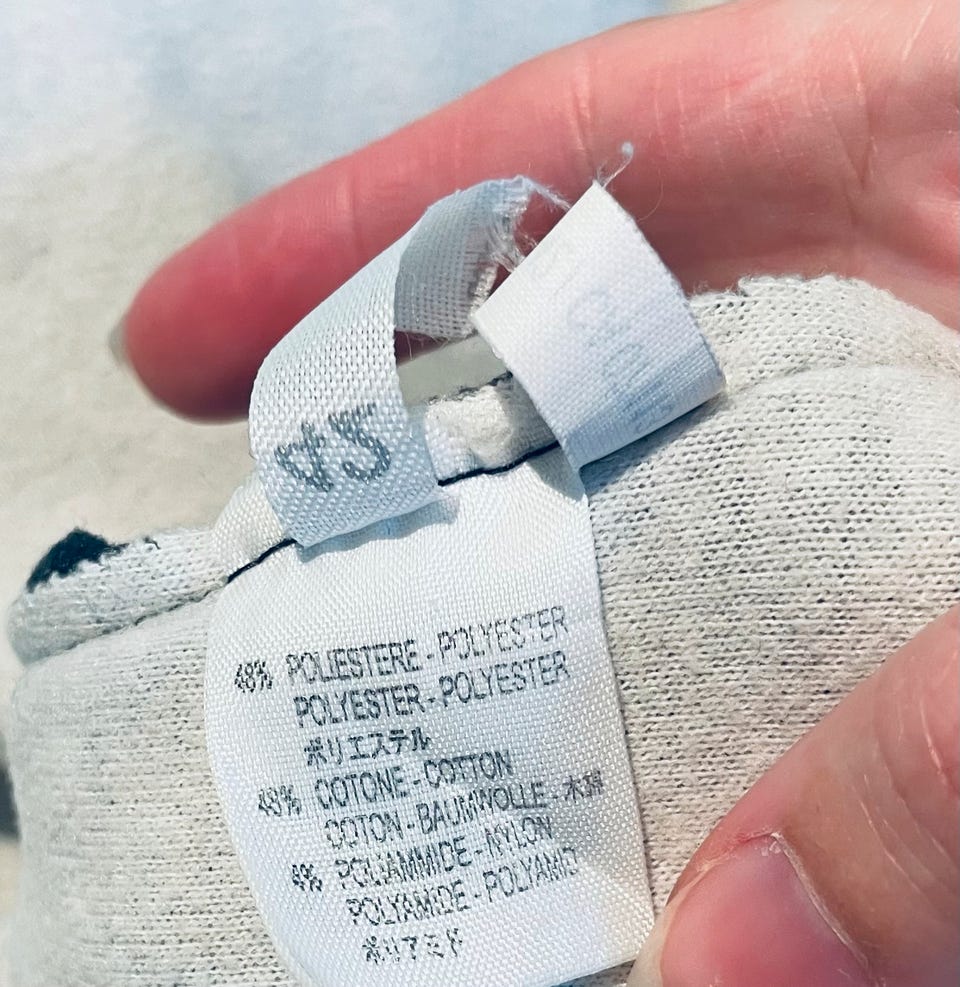 45
48% POLIESTERE - POLYESTER
POLYESTER - POLYESTER
ポリエステル
48% COTONE - COTTON
COTON - BAUMWOLLE - 木綿
4% POLIAMMIDE - NYLON
POLYAMIDE - POLYAMID
ポリアミド